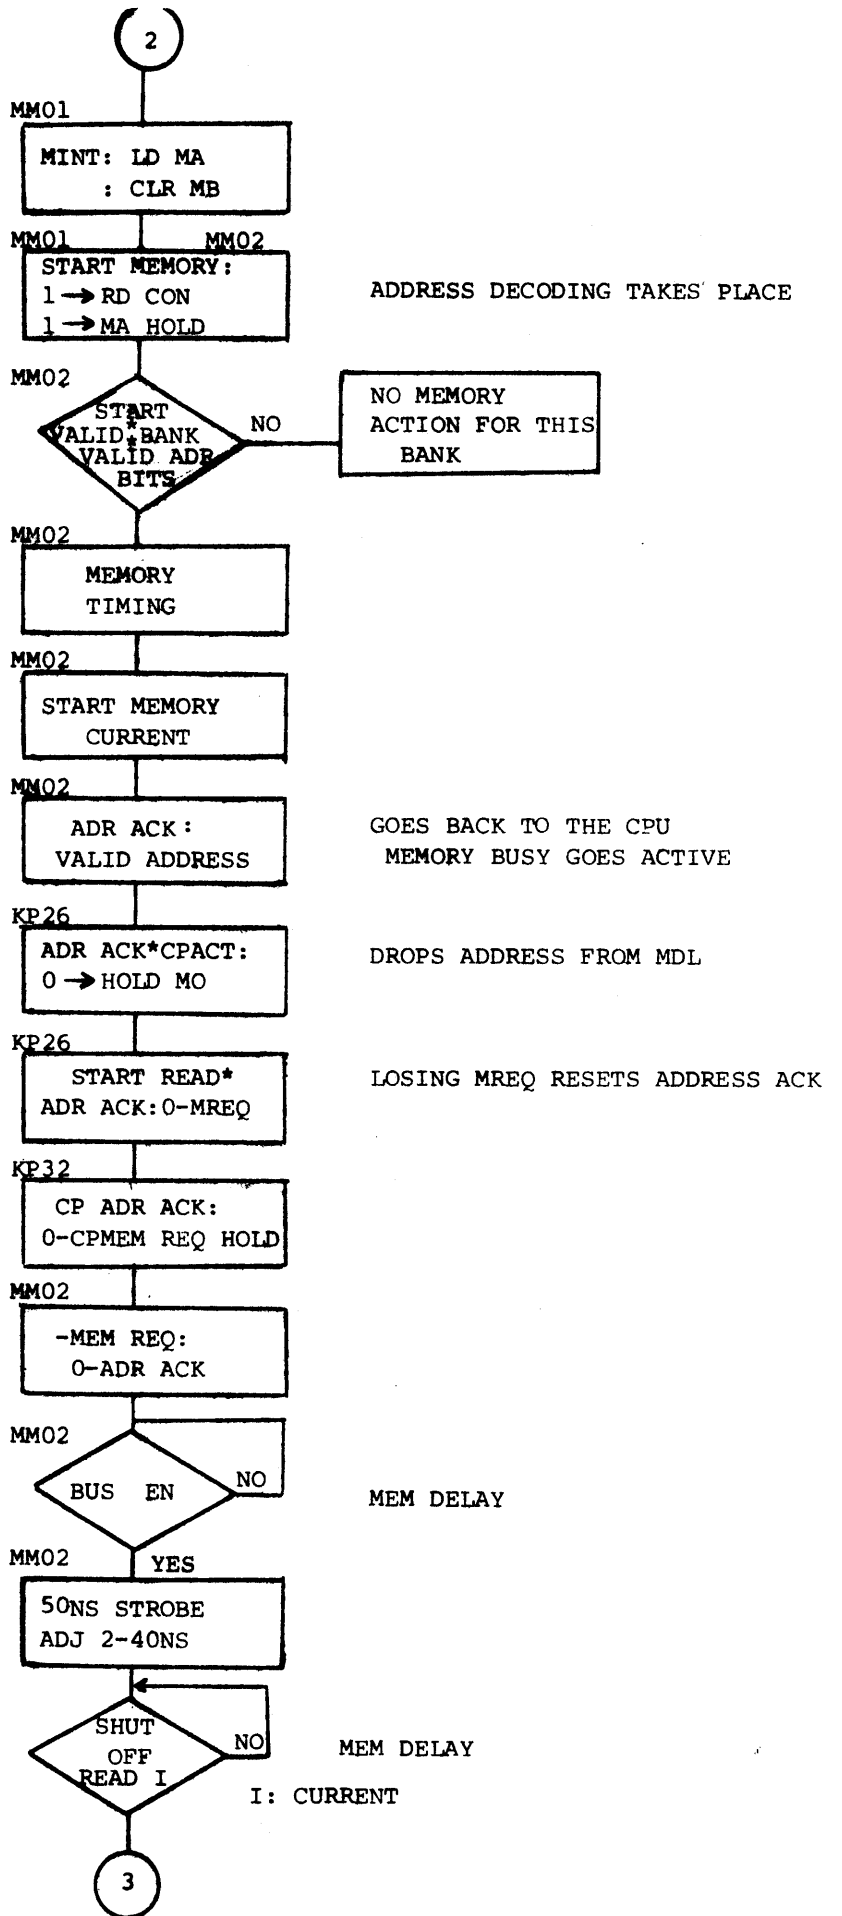 2
MM01
MINT: LD MA
: CLR MB
MM01 MM02
START MEMORY:
1→RD CON
1→MA HOLD
ADDRESS DECODING TAKES PLACE
MM02
START
*
VALID BANK
*
VALID ADR
BITS
NO
NO MEMORY
ACTION FOR THIS
BANK
MM02
MEMORY
TIMING
MM02
START MEMORY
CURRENT
MM02
ADR ACK:
VALID ADDRESS
GOES BACK TO THE CPU
MEMORY BUSY GOES ACTIVE
KP26
ADR ACK*CPACT:
0→HOLD MO
DROPS ADDRESS FROM MDL
KP26
START READ*
ADR ACK:0-MREQ
LOSING MREQ RESETS ADDRESS ACK
KP32
CP ADR ACK:
0-CPMEM REQ HOLD
MM02
-MEM REQ:
0-ADR ACK
MM02
BUS EN
NO
MEM DELAY
YES
MM02
50NS STROBE
ADJ 2-40NS
SHUT
OFF
READ I
NO
MEM DELAY
I: CURRENT
3